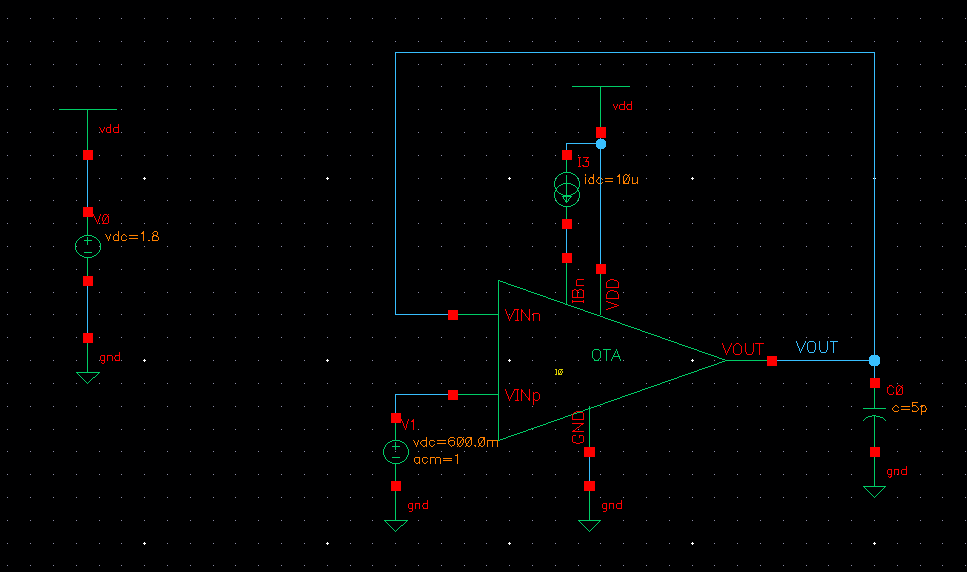 vdd
vdd
I3
idc=10u
V0
vdc=1.8
IBn
VDD
VINn
VOUT
VOUT
OTA
gnd
I0
C0
c=5p
VINp
GND
V1
vdc=600.0m
acm=1
gnd
gnd
gnd